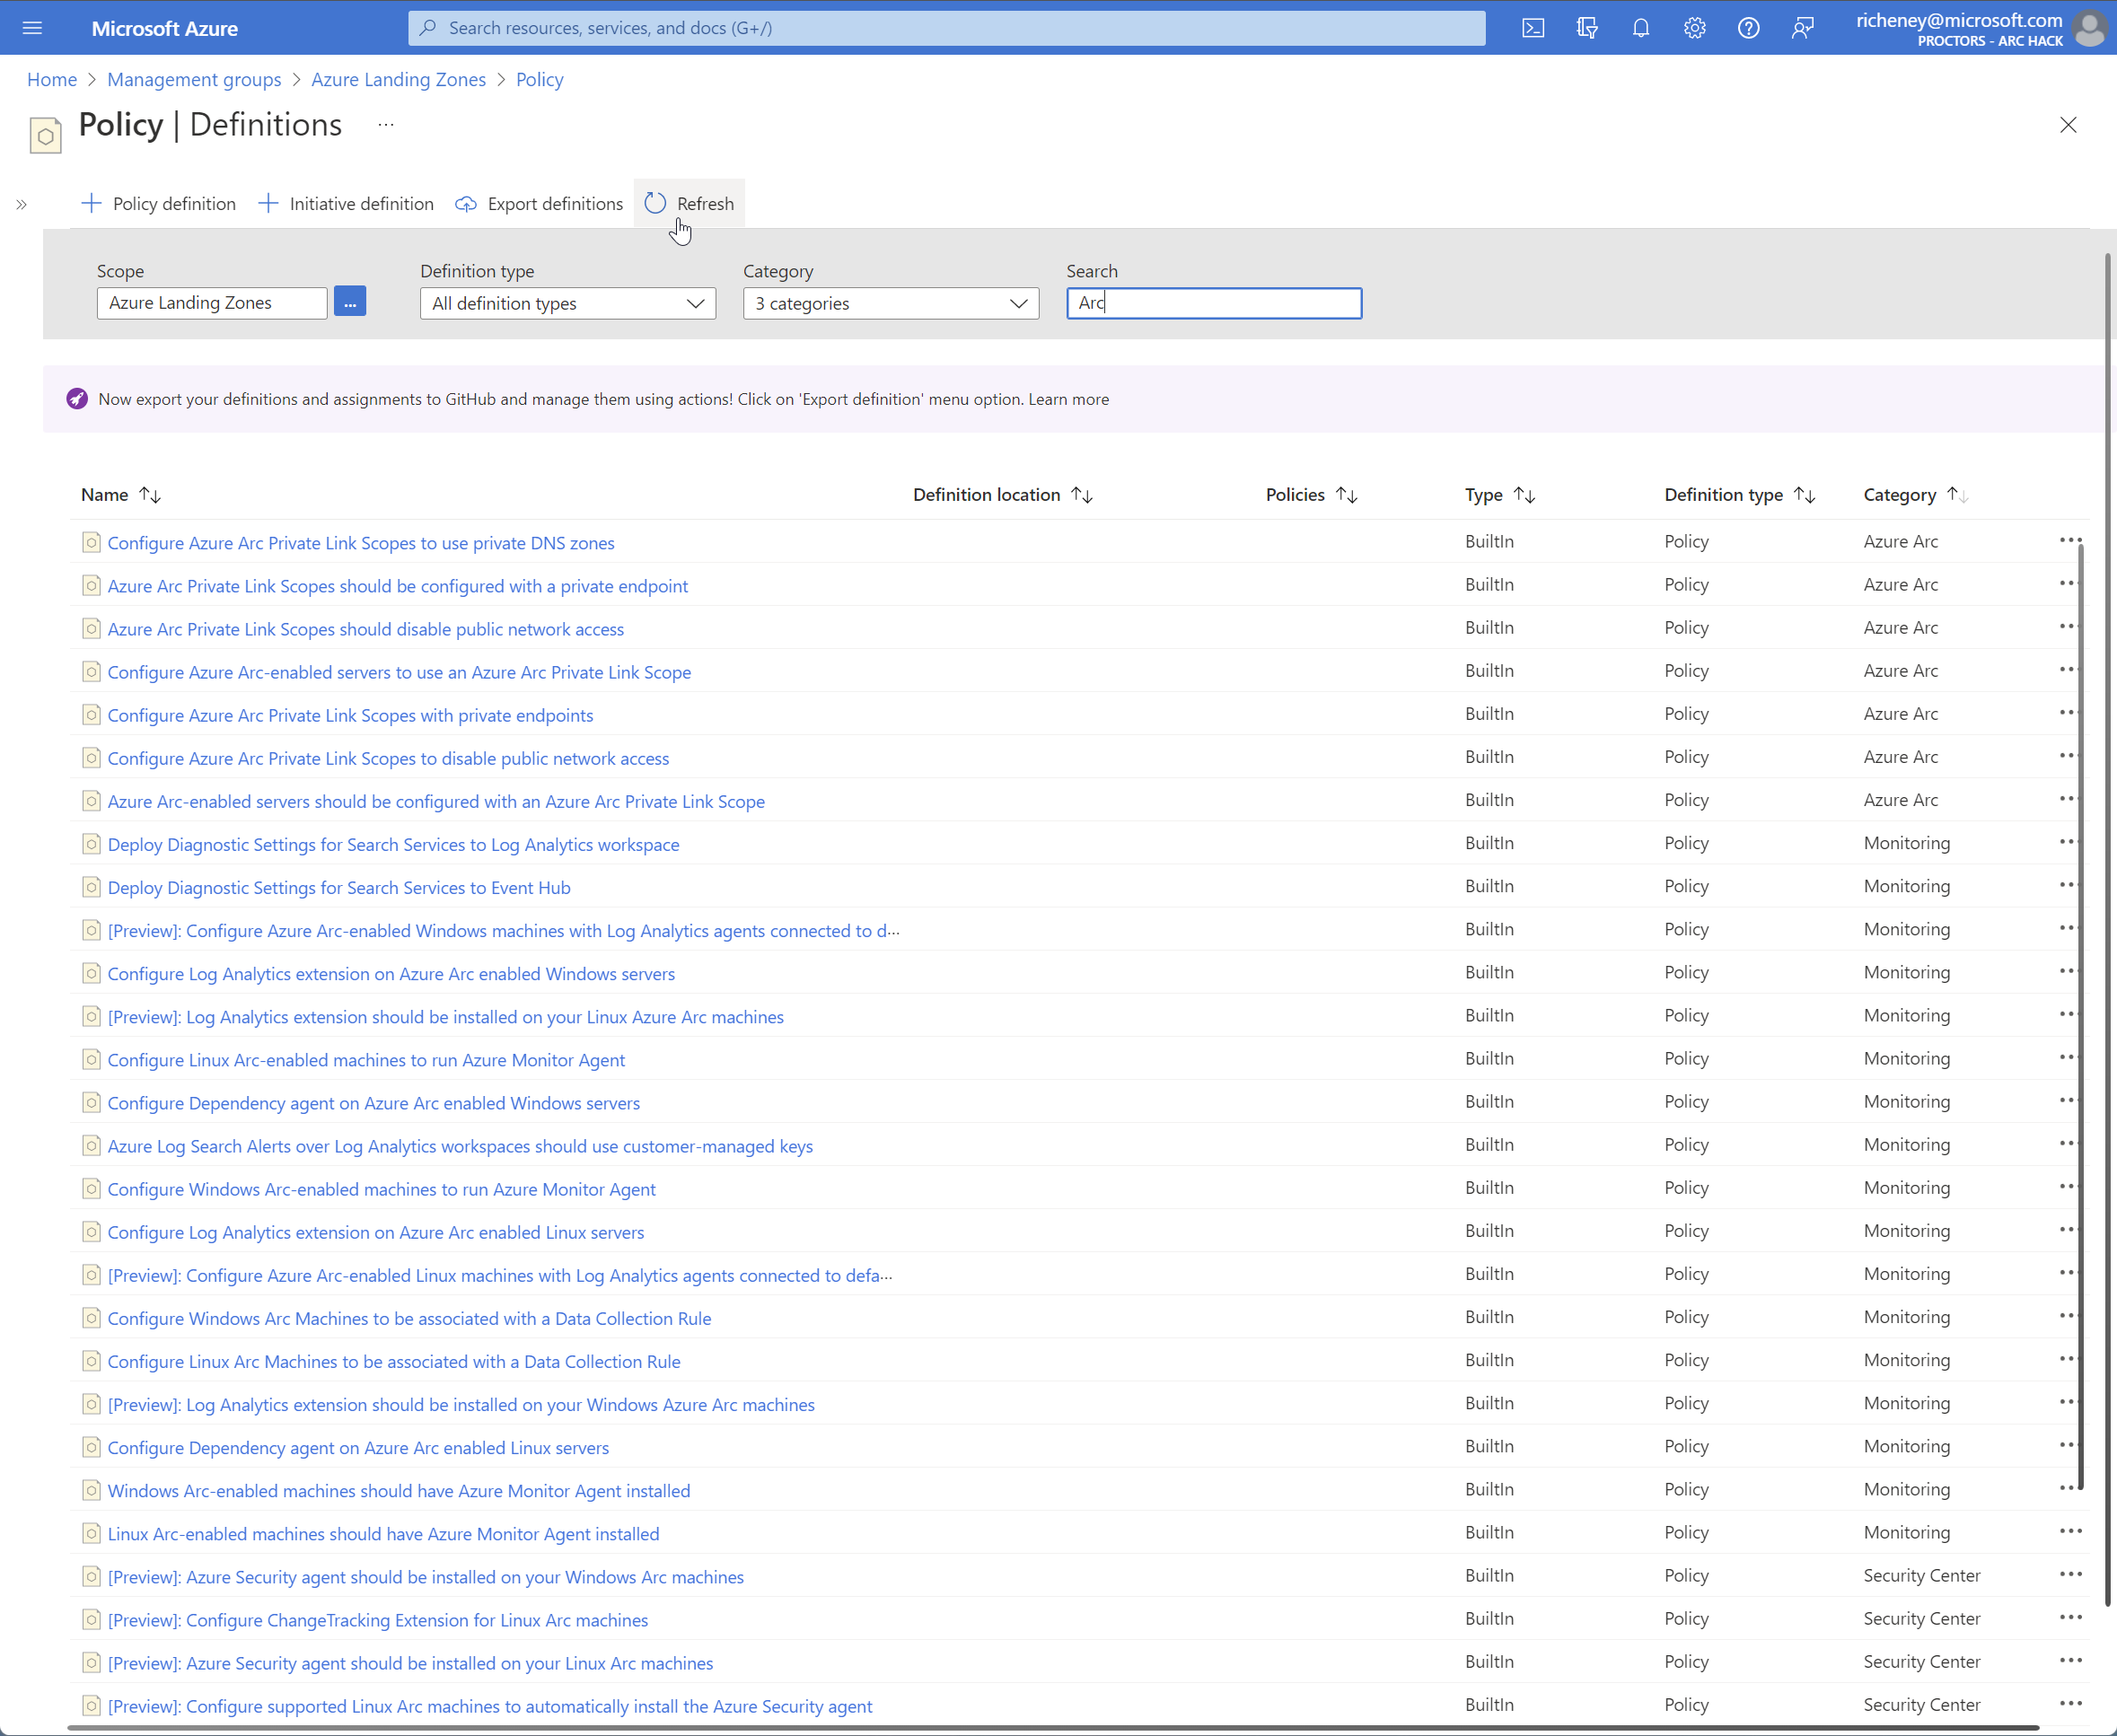 Microsoft Azure
Search resources, services, and docs (G+/)
richeney@microsoft.com
PROCTORS - ARC HACK
Home > Management groups > Azure Landing Zones > Policy
Policy | Definitions ...
» + Policy definition + Initiative definition Export definitions Refresh
Scope Definition type Category Search
Azure Landing Zones ... All definition types 3 categories Arc
Now export your definitions and assignments to GitHub and manage them using actions! Click on 'Export definition' menu option. Learn more
Name ↑↓ Definition location ↑↓ Policies ↑↓ Type ↑↓ Definition type ↑↓ Category ↑↓
Configure Azure Arc Private Link Scopes to use private DNS zones BuiltIn Policy Azure Arc ...
Azure Arc Private Link Scopes should be configured with a private endpoint BuiltIn Policy Azure Arc ...
Azure Arc Private Link Scopes should disable public network access BuiltIn Policy Azure Arc ...
Configure Azure Arc-enabled servers to use an Azure Arc Private Link Scope BuiltIn Policy Azure Arc ...
Configure Azure Arc Private Link Scopes with private endpoints BuiltIn Policy Azure Arc ...
Configure Azure Arc Private Link Scopes to disable public network access BuiltIn Policy Azure Arc ...
Azure Arc-enabled servers should be configured with an Azure Arc Private Link Scope BuiltIn Policy Azure Arc ...
Deploy Diagnostic Settings for Search Services to Log Analytics workspace BuiltIn Policy Monitoring ...
Deploy Diagnostic Settings for Search Services to Event Hub BuiltIn Policy Monitoring ...
[Preview]: Configure Azure Arc-enabled Windows machines with Log Analytics agents connected to d... BuiltIn Policy Monitoring ...
Configure Log Analytics extension on Azure Arc enabled Windows servers BuiltIn Policy Monitoring ...
[Preview]: Log Analytics extension should be installed on your Linux Azure Arc machines BuiltIn Policy Monitoring ...
Configure Linux Arc-enabled machines to run Azure Monitor Agent BuiltIn Policy Monitoring ...
Configure Dependency agent on Azure Arc enabled Windows servers BuiltIn Policy Monitoring ...
Azure Log Search Alerts over Log Analytics workspaces should use customer-managed keys BuiltIn Policy Monitoring ...
Configure Windows Arc-enabled machines to run Azure Monitor Agent BuiltIn Policy Monitoring ...
Configure Log Analytics extension on Azure Arc enabled Linux servers BuiltIn Policy Monitoring ...
[Preview]: Configure Azure Arc-enabled Linux machines with Log Analytics agents connected to defa... BuiltIn Policy Monitoring ...
Configure Windows Arc Machines to be associated with a Data Collection Rule BuiltIn Policy Monitoring ...
Configure Linux Arc Machines to be associated with a Data Collection Rule BuiltIn Policy Monitoring ...
[Preview]: Log Analytics extension should be installed on your Windows Azure Arc machines BuiltIn Policy Monitoring ...
Configure Dependency agent on Azure Arc enabled Linux servers BuiltIn Policy Monitoring ...
Windows Arc-enabled machines should have Azure Monitor Agent installed BuiltIn Policy Monitoring ...
Linux Arc-enabled machines should have Azure Monitor Agent installed BuiltIn Policy Monitoring ...
[Preview]: Azure Security agent should be installed on your Windows Arc machines BuiltIn Policy Security Center ...
[Preview]: Configure ChangeTracking Extension for Linux Arc machines BuiltIn Policy Security Center ...
[Preview]: Azure Security agent should be installed on your Linux Arc machines BuiltIn Policy Security Center ...
[Preview]: Configure supported Linux Arc machines to automatically install the Azure Security agent BuiltIn Policy Security Center ...